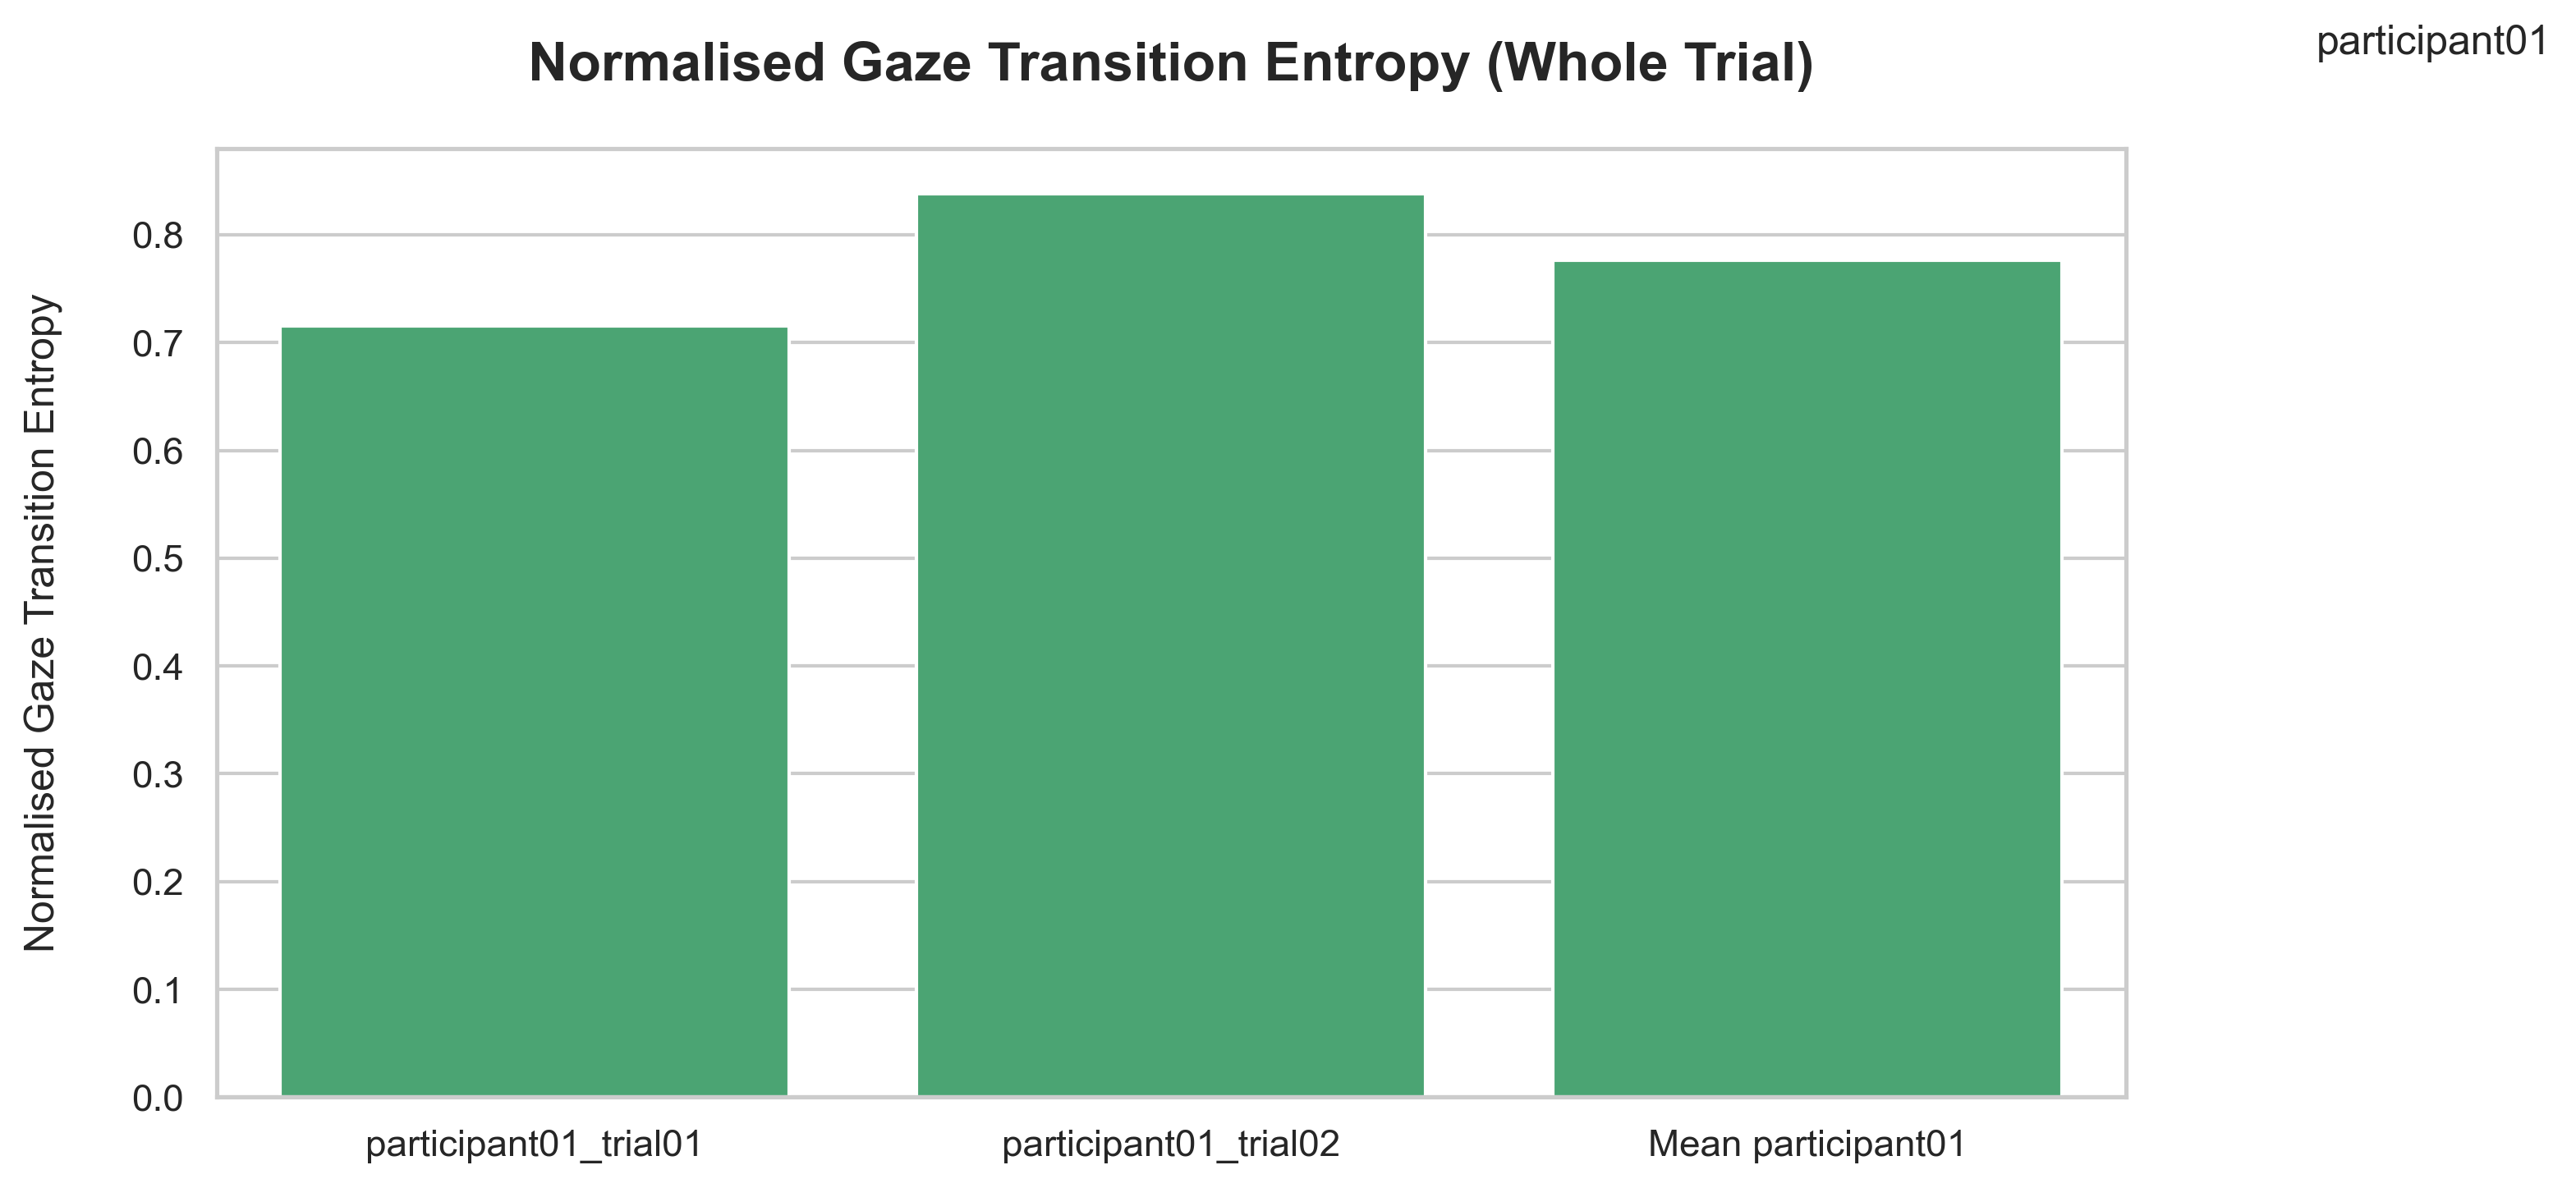 participant01
Normalised Gaze Transition Entropy (Whole Trial)
Normalised Gaze Transition Entropy
0.8
0.7
0.6
0.5
0.4
0.3
0.2
0.1
0.0
participant01_trial01
participant01_trial02
Mean participant01